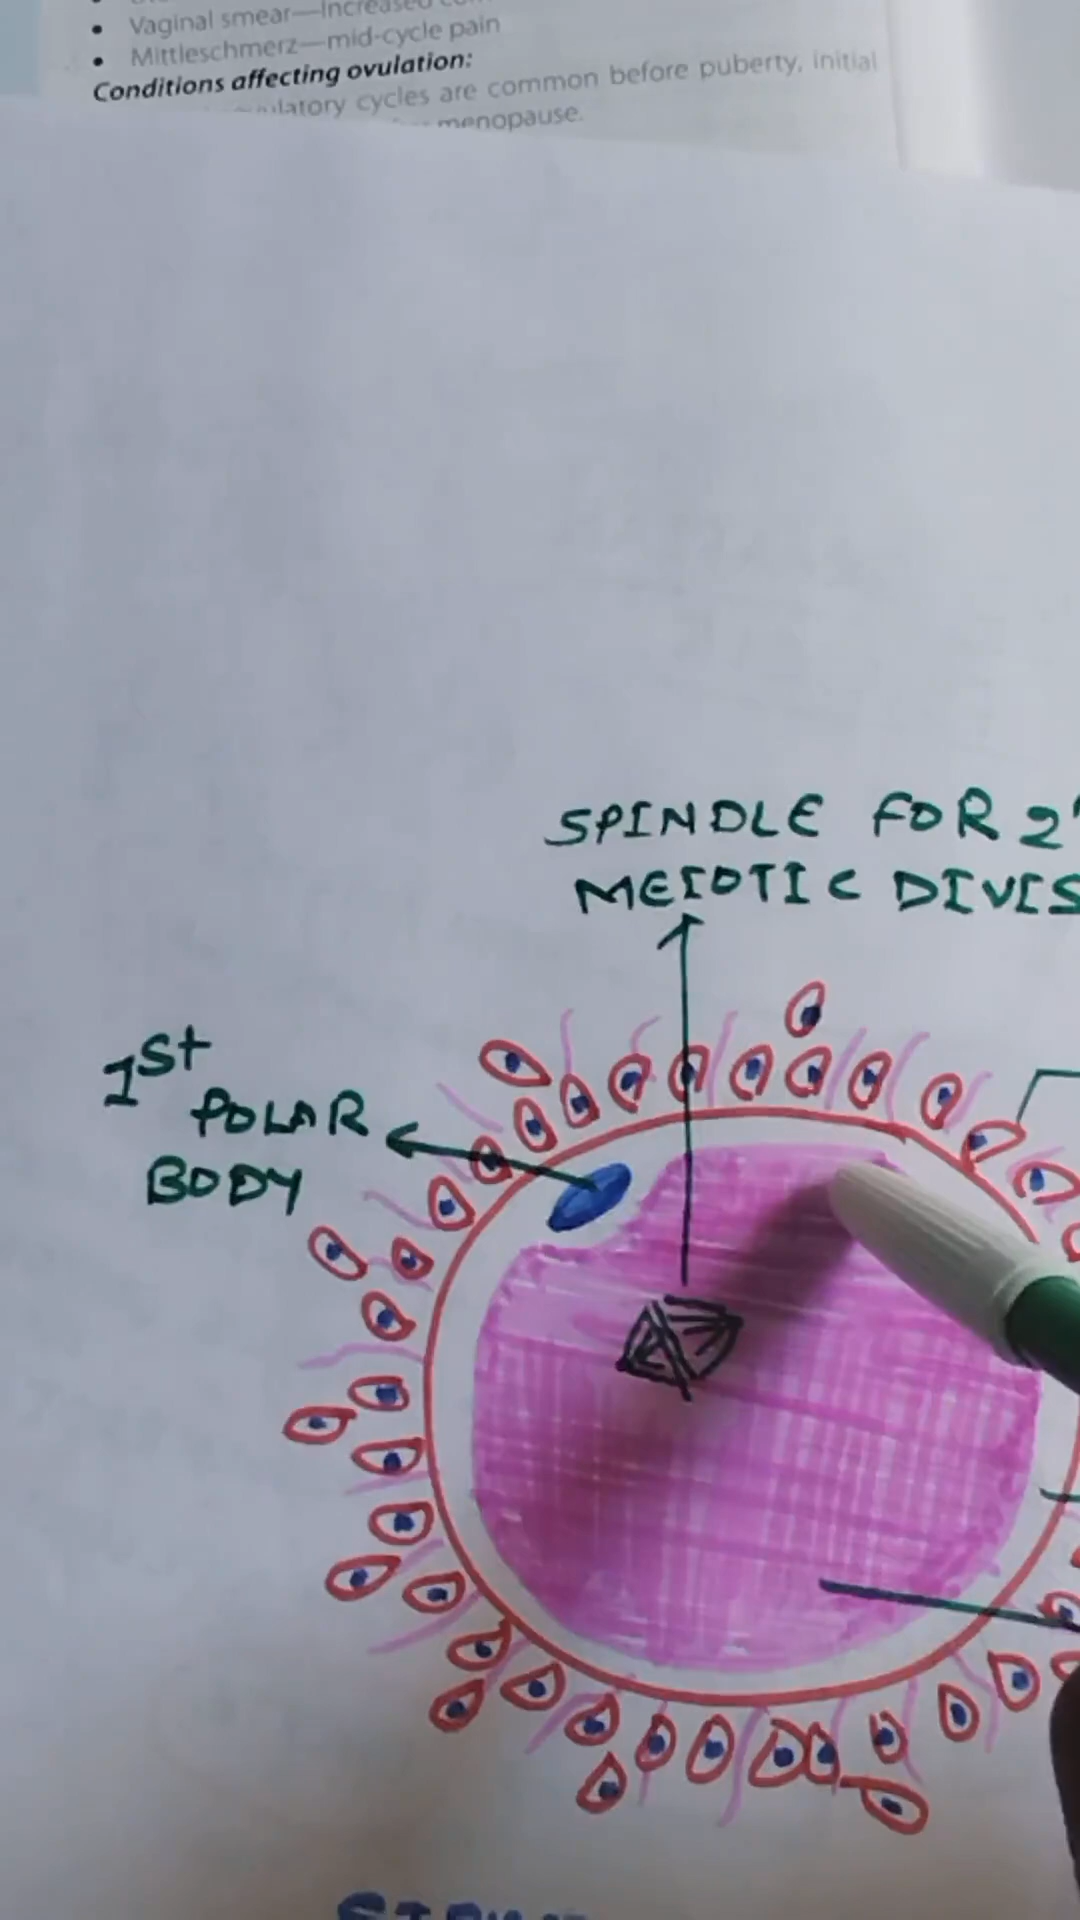 • Vaginal smear—Increased
• Mittleschmerz—mid-cycle pain
Conditions affecting ovulation:
cycles are common before puberty, initial
menopause.
SPINDLE FOR 2
MEIOTIC DIVIS
1st
POLAR
BODY